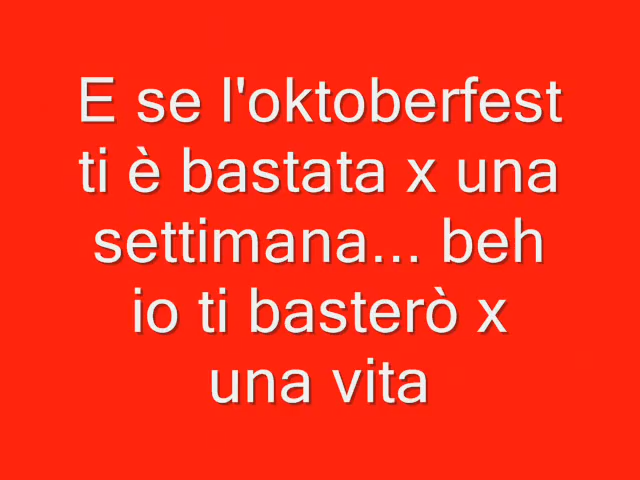 E se l'oktoberfest
ti è bastata x una
settimana... beh
io ti basterò x
una vita